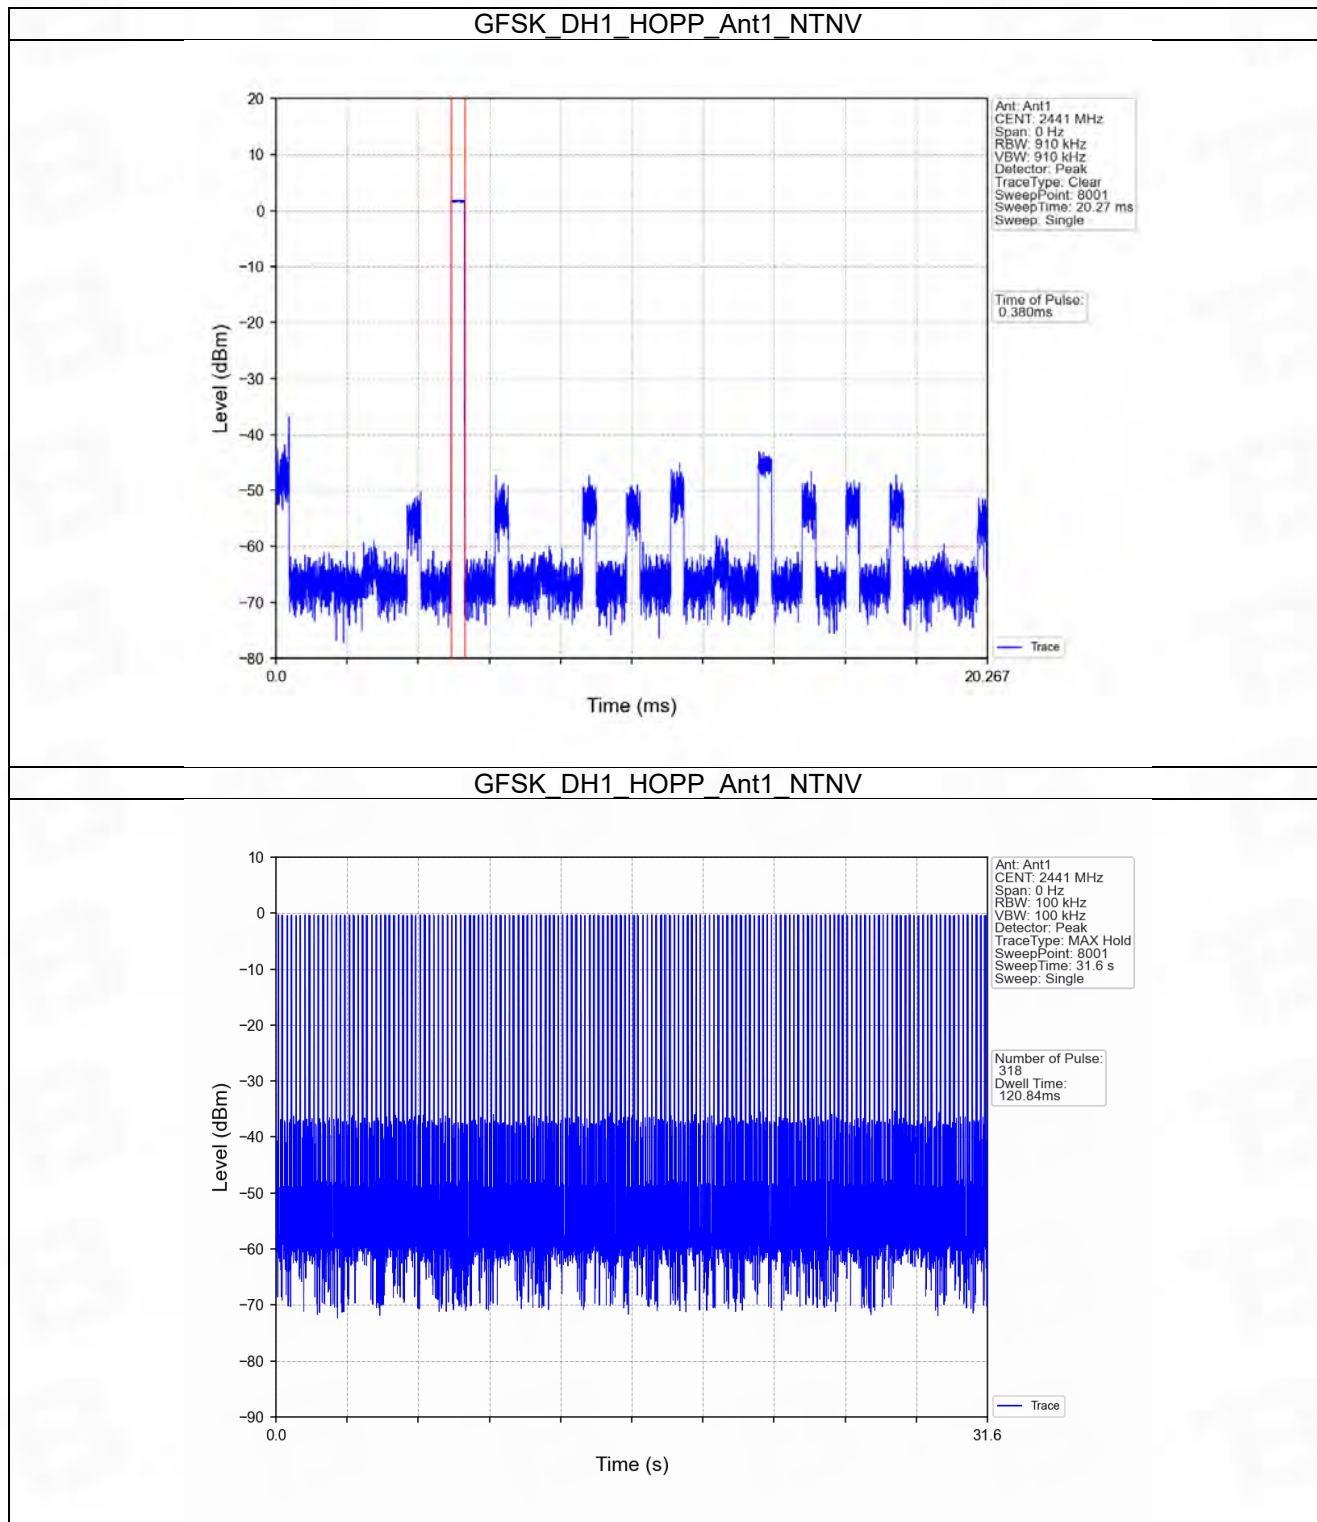 GFSK_DH1_HOPP_Ant1_NTNV
20
10
0
−10
−20
−30
−40
−50
−60
−70
−80
Level (dBm)
0.0
20.267
Time (ms)
Ant: Ant1
CENT: 2441 MHz
Span: 0 Hz
RBW: 910 kHz
VBW: 910 kHz
Detector: Peak
TraceType: Clear
SweepPoint: 8001
SweepTime: 20.27 ms
Sweep: Single
Time of Pulse:
0.380ms
Trace
GFSK_DH1_HOPP_Ant1_NTNV
10
0
−10
−20
−30
−40
−50
−60
−70
−80
−90
Level (dBm)
0.0
31.6
Time (s)
Ant: Ant1
CENT: 2441 MHz
Span: 0 Hz
RBW: 100 kHz
VBW: 100 kHz
Detector: Peak
TraceType: MAX Hold
SweepPoint: 8001
SweepTime: 31.6 s
Sweep: Single
Number of Pulse:
318
Dwell Time:
120.84ms
Trace